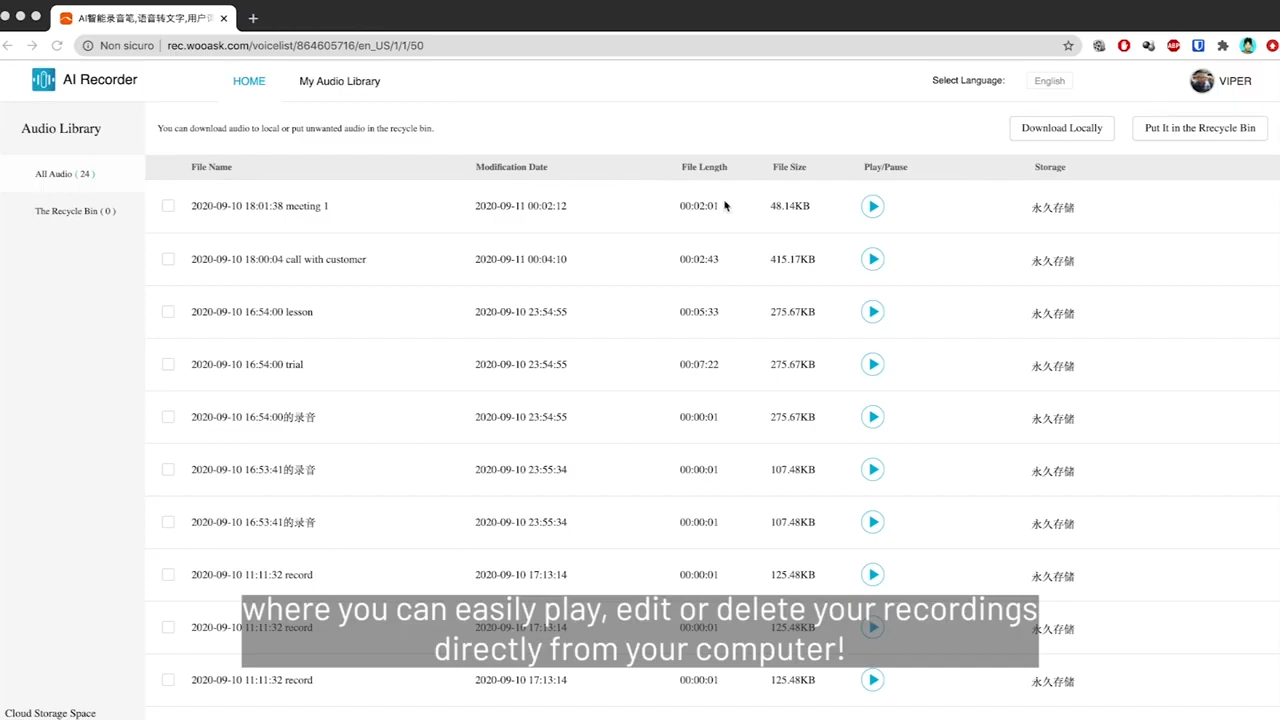 AI智能录音笔,语音转文字,用户
Non sicuro
rec.wooask.com/voicelist/864605716/en_US/1/1/50
ABP
AI Recorder
HOME
My Audio Library
Select Language:
English
VIPER
Audio Library
You can download audio to local or put unwanted audio in the recycle bin.
Download Locally
Put It in the Rrecycle Bin
All Audio ( 24 )
The Recycle Bin ( 0 )
File Name Modification Date File Length File Size Play/Pause Storage
2020-09-10 18:01:38 meeting 1 2020-09-11 00:02:12 00:02:01 48.14KB 永久存储
2020-09-10 18:00:04 call with customer 2020-09-11 00:04:10 00:02:43 415.17KB 永久存储
2020-09-10 16:54:00 lesson 2020-09-10 23:54:55 00:05:33 275.67KB 永久存储
2020-09-10 16:54:00 trial 2020-09-10 23:54:55 00:07:22 275.67KB 永久存储
2020-09-10 16:54:00的录音 2020-09-10 23:54:55 00:00:01 275.67KB 永久存储
2020-09-10 16:53:41的录音 2020-09-10 23:55:34 00:00:01 107.48KB 永久存储
2020-09-10 16:53:41的录音 2020-09-10 23:55:34 00:00:01 107.48KB 永久存储
2020-09-10 11:11:32 record 2020-09-10 17:13:14 00:00:01 125.48KB 永久存储
2020-09-10 11:11:32 record 2020-09-10 17:13:14 00:00:01 125.48KB 永久存储
where you can easily play, edit or delete your recordings
directly from your computer!
2020-09-10 11:11:32 record 2020-09-10 17:13:14 00:00:01 125.48KB 永久存储
Cloud Storage Space